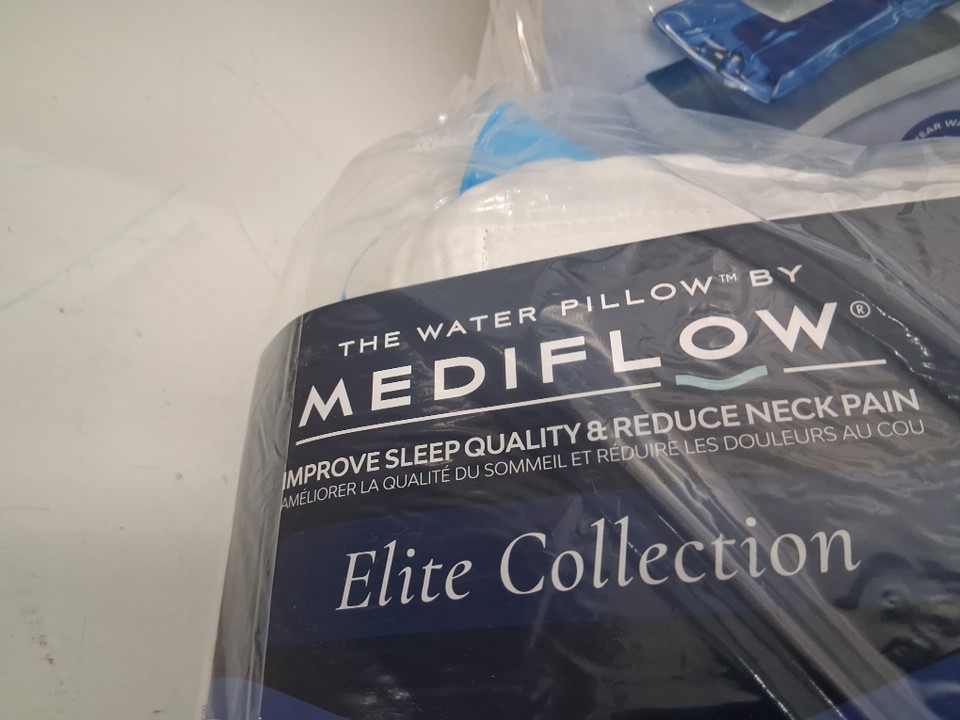 THE WATER PILLOW™ BY
MEDIFLOW®
IMPROVE SLEEP QUALITY & REDUCE NECK PAIN
AMÉLIORER LA QUALITÉ DU SOMMEIL ET RÉDUIRE LES DOULEURS AU COU
Elite Collection